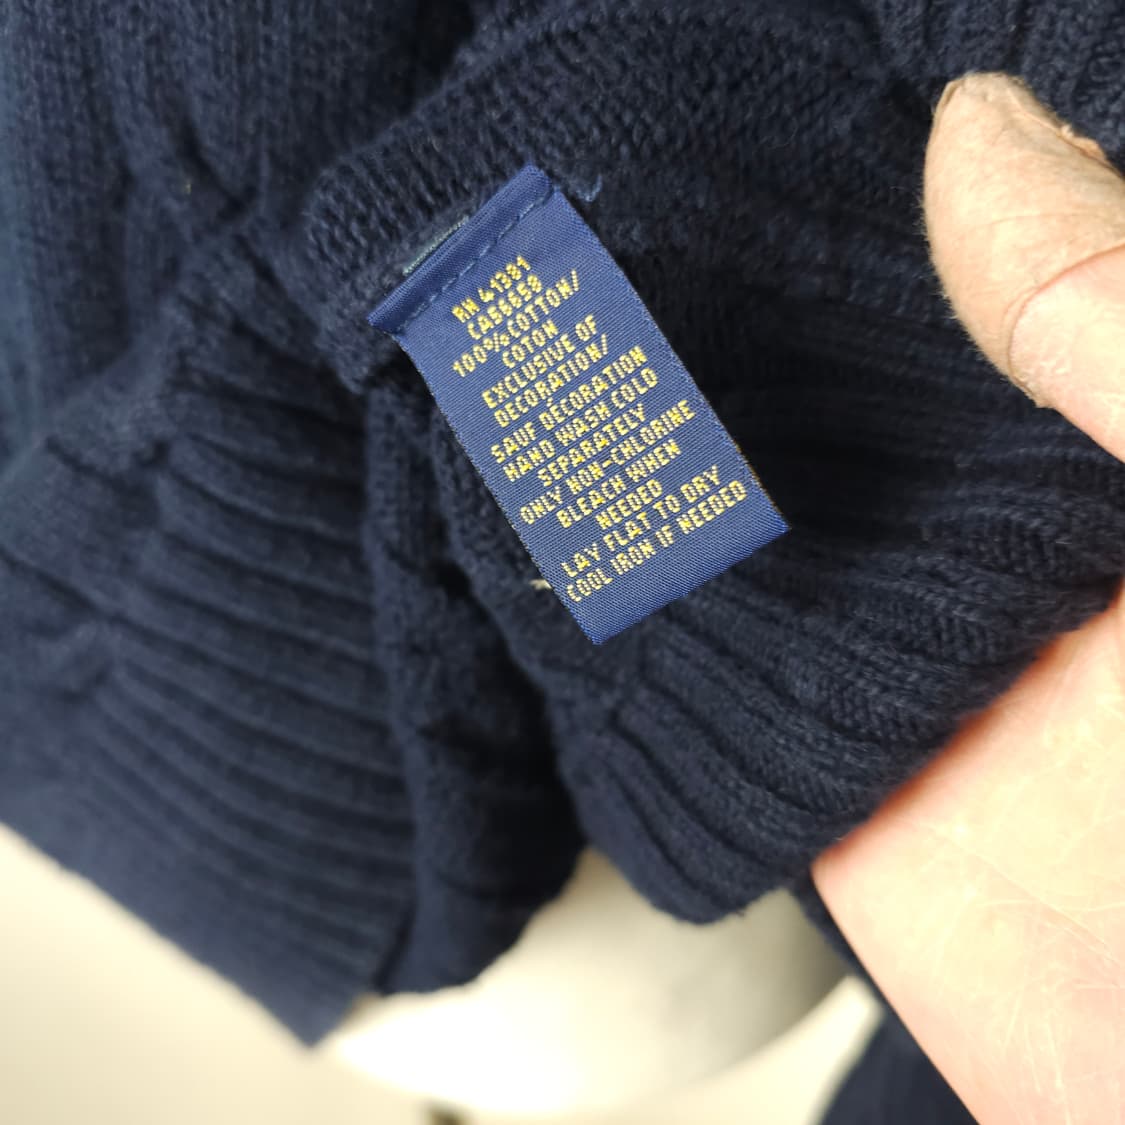 RN 41381
CA56658
100%COTTON/
COTON
EXCLUSIVE OF
DECORATION/
SAUF DÉCORATION
HAND WASH COLD
SEPARATELY
ONLY NON-CHLORINE
BLEACH WHEN
NEEDED
LAY FLAT TO DRY
COOL IRON IF NEEDED